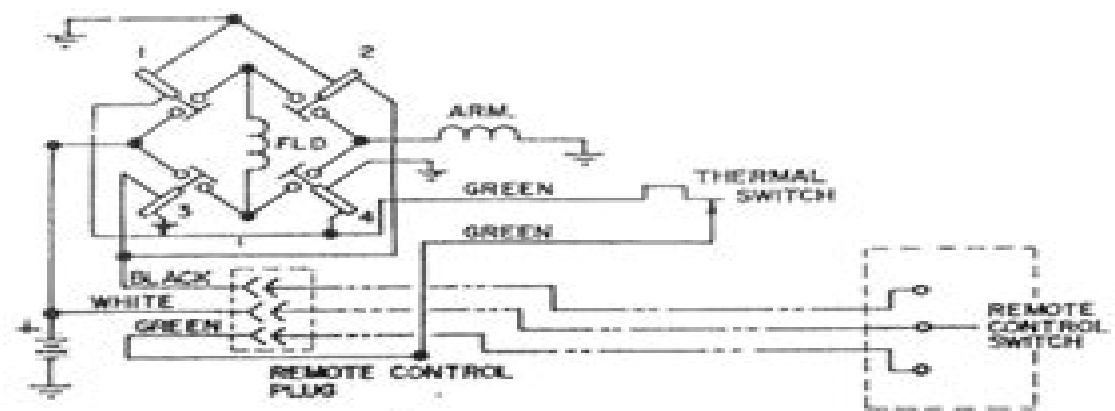 1
2
ARM.
FLD
THERMAL
SWITCH
GREEN
3
4
GREEN
BLACK
WHITE
GREEN
REMOTE
CONTROL
SWITCH
REMOTE CONTROL
PLUG